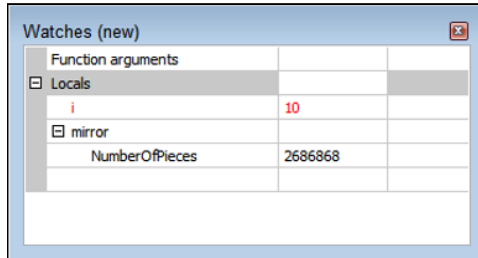 Watches (new)
Function arguments
Locals
i 10
mirror
NumberOfPieces 2686868